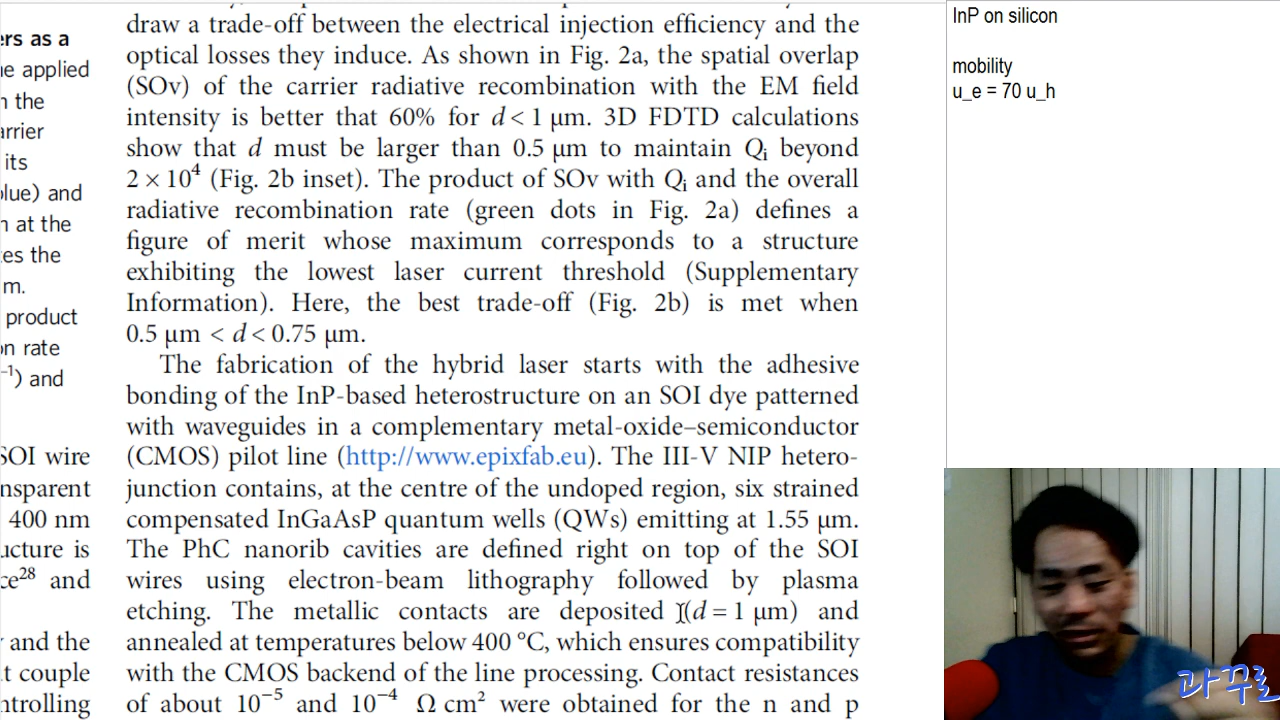 draw a trade-off between the electrical injection efficiency and the
optical losses they induce. As shown in Fig. 2a, the spatial overlap
(SOv) of the carrier radiative recombination with the EM field
intensity is better that 60% for d < 1 μm. 3D FDTD calculations
show that d must be larger than 0.5 μm to maintain Qi beyond
2 × 10⁴ (Fig. 2b inset). The product of SOv with Qi and the overall
radiative recombination rate (green dots in Fig. 2a) defines a
figure of merit whose maximum corresponds to a structure
exhibiting the lowest laser current threshold (Supplementary
Information). Here, the best trade-off (Fig. 2b) is met when
0.5 μm < d < 0.75 μm.
The fabrication of the hybrid laser starts with the adhesive
bonding of the InP-based heterostructure on an SOI dye patterned
with waveguides in a complementary metal-oxide–semiconductor
(CMOS) pilot line (http://www.epixfab.eu). The III-V NIP hetero-
junction contains, at the centre of the undoped region, six strained
compensated InGaAsP quantum wells (QWs) emitting at 1.55 μm.
The PhC nanorib cavities are defined right on top of the SOI
wires using electron-beam lithography followed by plasma
etching. The metallic contacts are deposited (d = 1 μm) and
annealed at temperatures below 400 °C, which ensures compatibility
with the CMOS backend of the line processing. Contact resistances
of about 10⁻⁵ and 10⁻⁴ Ω cm² were obtained for the n and p
ers as a
e applied
the
its
and
at the
the
m.
product
rate
⁻¹) and
SOI wire
400 nm
is
²⁸ and
and the
couple
InP on silicon
mobility
u_e = 70 u_h
과꾸로